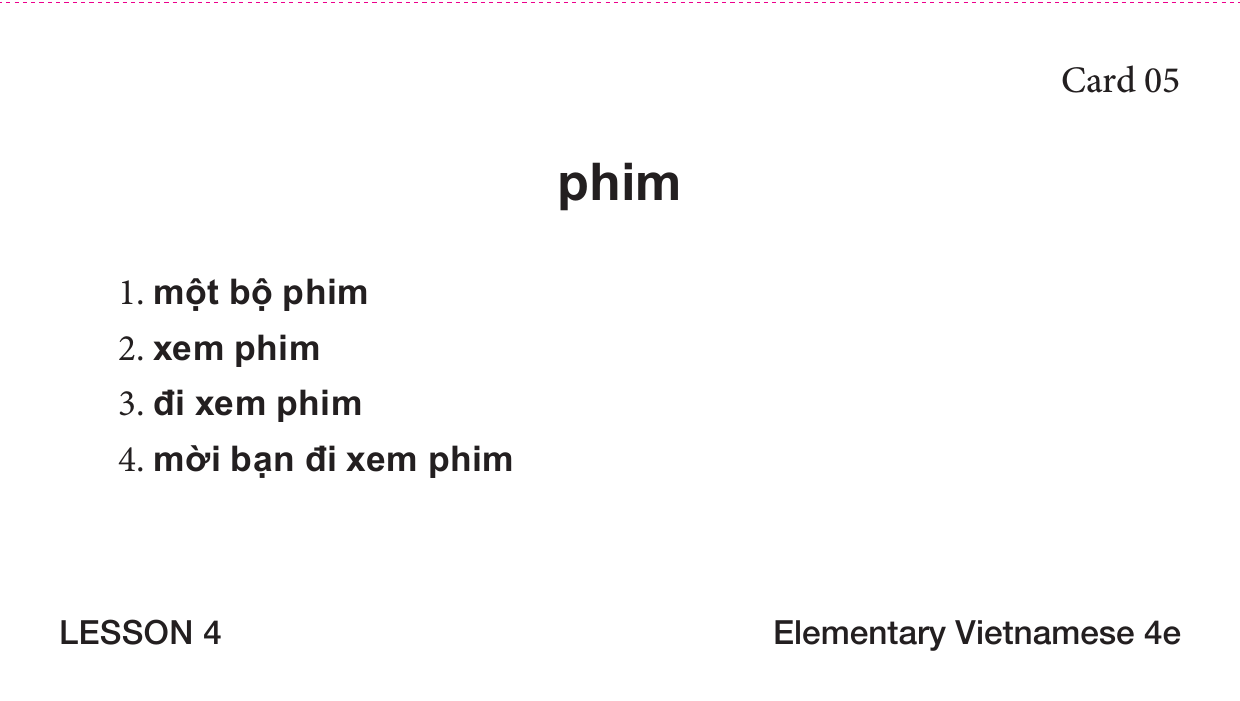 Card 05
phim
1. một bộ phim
2. xem phim
3. đi xem phim
4. mời bạn đi xem phim
LESSON 4
Elementary Vietnamese 4e